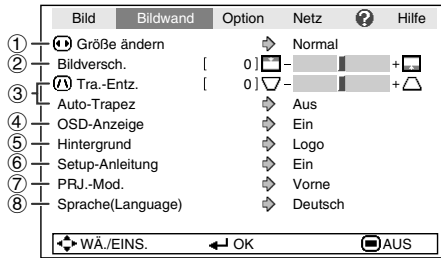 Bild Bildwand Option Netz ? Hilfe
① Größe ändern Normal
② Bildversch. [ 0 ] - +
③ Tra.-Entz. [ 0 ] - +
Auto-Trapez Aus
④ OSD-Anzeige Ein
⑤ Hintergrund Logo
⑥ Setup-Anleitung Ein
⑦ PRJ.-Mod. Vorne
⑧ Sprache(Language) Deutsch
WÄ./EINS. OK AUS